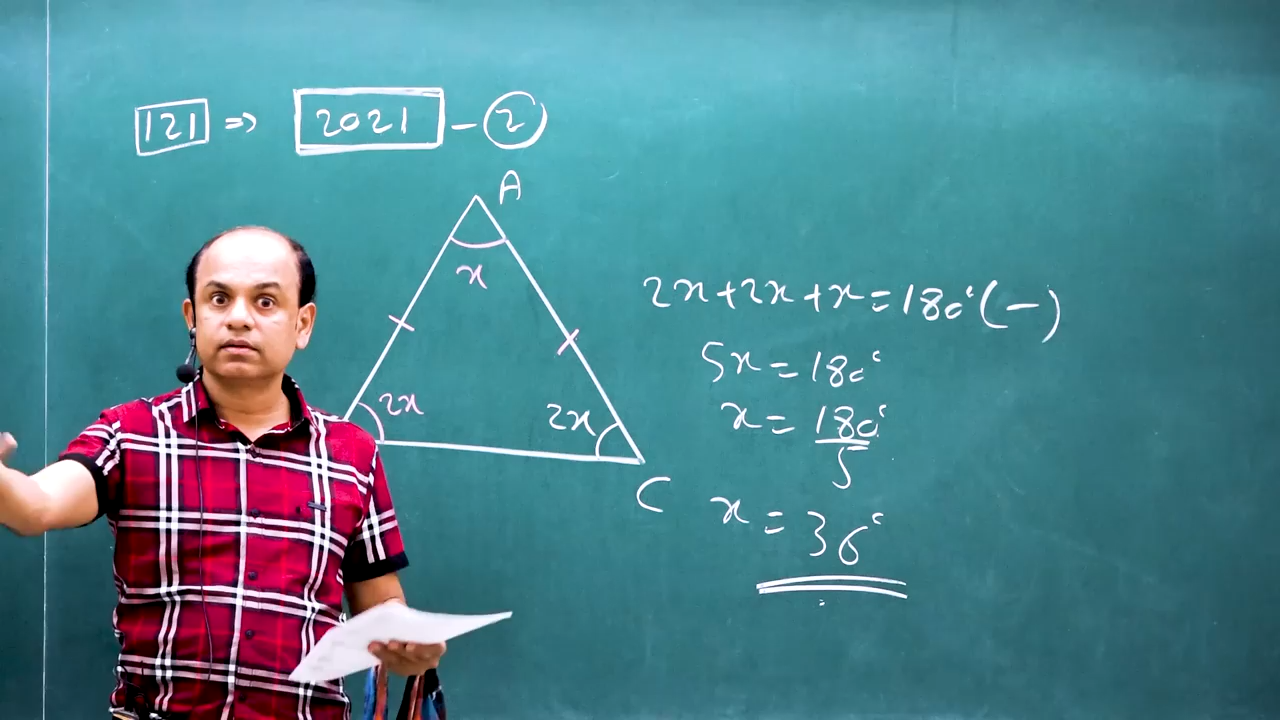 121 ⇒ 2021 - 2
A
x
2x + 2x + x = 180° (-)
5x = 180°
2x
2x
x = 180°
5
C
x = 36°